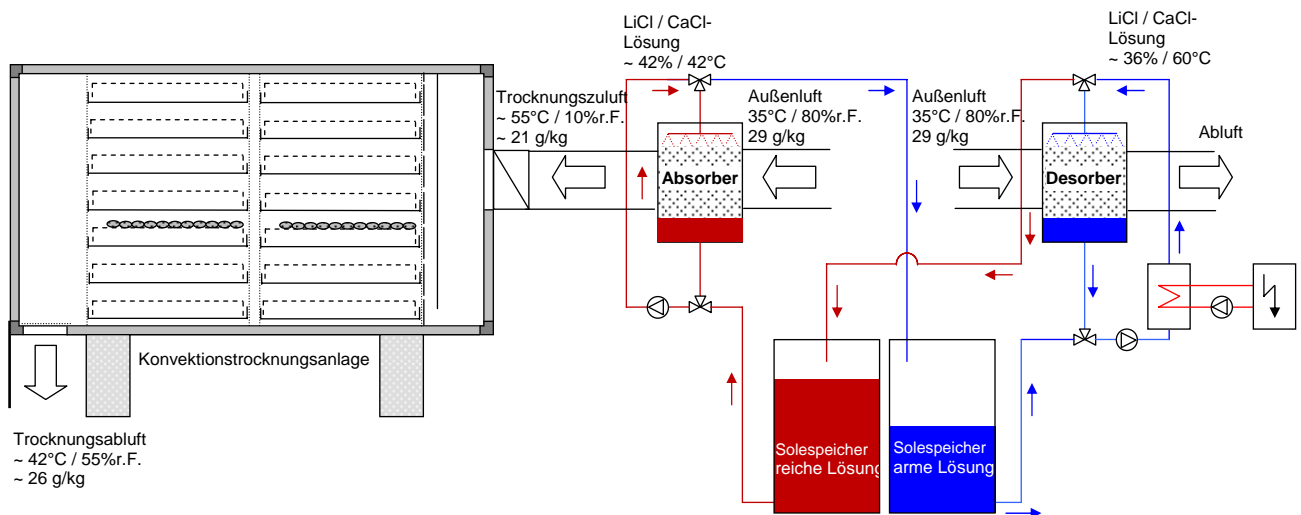 LiCl / CaCl-
Lösung
~ 42% / 42°C
LiCl / CaCl-
Lösung
~ 36% / 60°C
Trocknungszuluft
~ 55°C / 10%r.F.
~ 21 g/kg
Außenluft
35°C / 80%r.F.
29 g/kg
Außenluft
35°C / 80%r.F.
29 g/kg
Abluft
Absorber
Desorber
Konvektionstrocknungsanlage
Trocknungsabluft
~ 42°C / 55%r.F.
~ 26 g/kg
Solespeicher
reiche Lösung
Solespeicher
arme Lösung